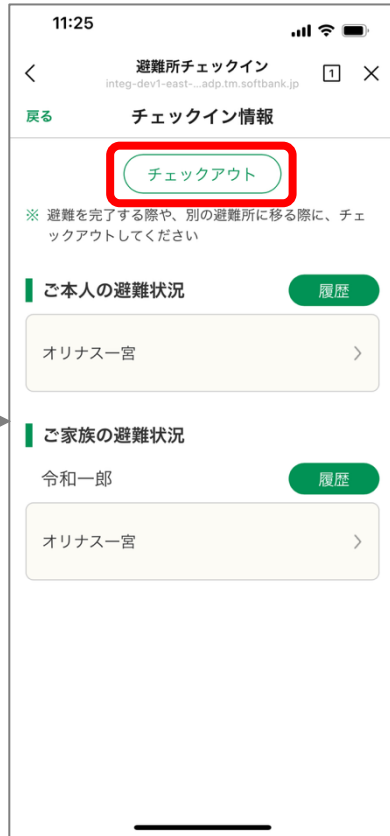 11:25
避難所チェックイン
integ-dev1-east-...adp.tm.softbank.jp
1
戻る
チェックイン情報
チェックアウト
※ 避難を完了する際や、別の避難所に移る際に、チェ
ックアウトしてください
ご本人の避難状況
履歴
オリナス一宮
ご家族の避難状況
令和一郎
履歴
オリナス一宮